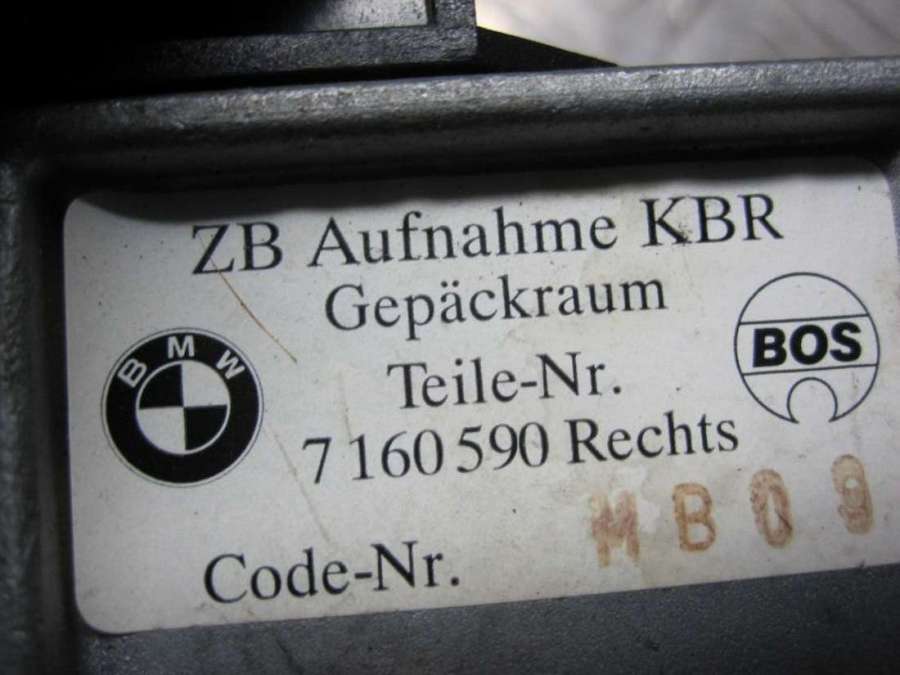 ZB Aufnahme KBR
Gepäckraum
BMW
BOS
Teile-Nr.
7 160 590 Rechts
MB09
Code-Nr.